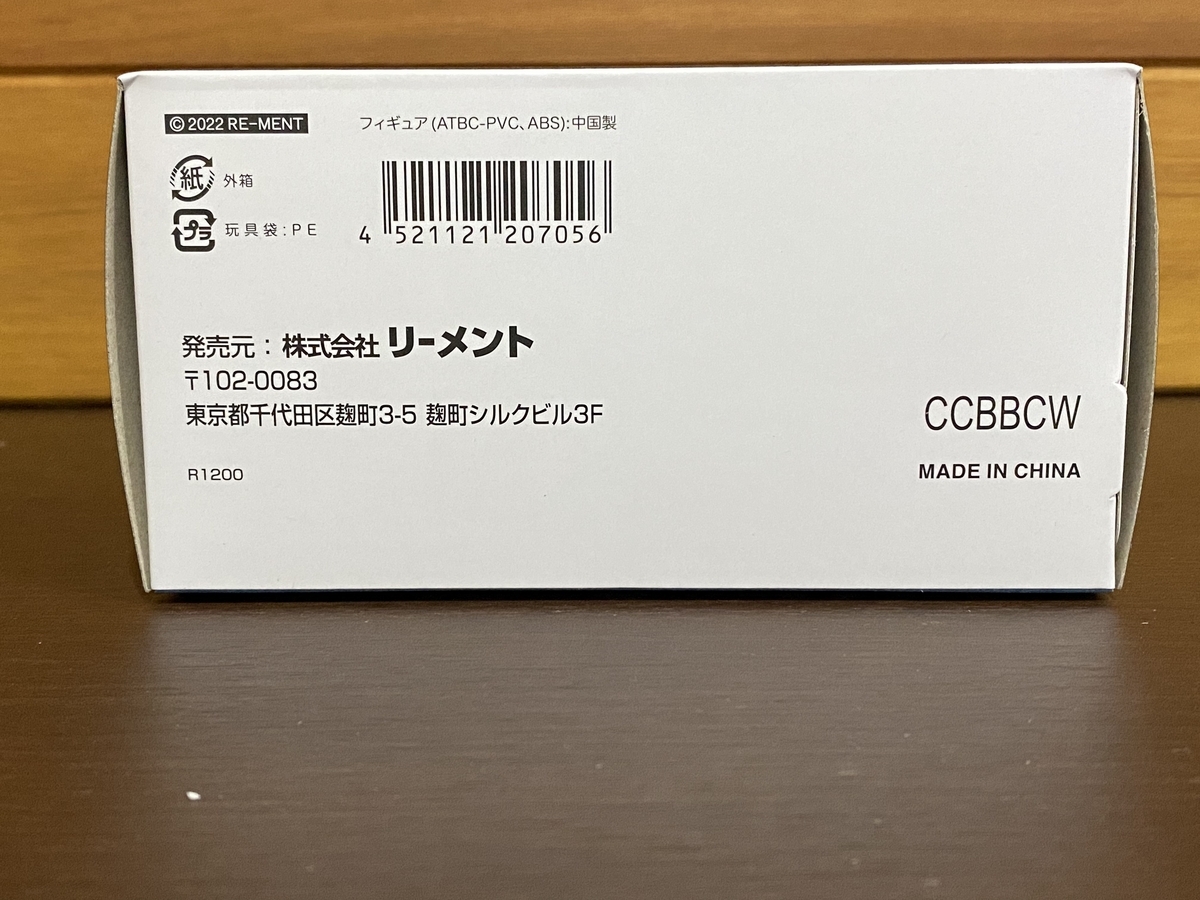 © 2022 RE-MENT
フィギュア(ATBC-PVC、ABS):中国製
紙 外箱
プラ 玩具袋:PE
4 521121 207056
発売元:株式会社 リーメント
〒102-0083
東京都千代田区麹町3-5 麹町シルクビル3F
R1200
CCBBCW
MADE IN CHINA